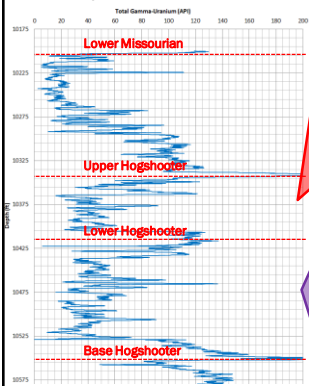 Total Gamma-Uranium (API)
0 20 40 60 80 100 120 140 160 180 200
10175
Lower Missourian
10225
10275
10325
Upper Hogshooter
10375
Depth (ft)
Lower Hogshooter
10425
10475
10525
Base Hogshooter
10575